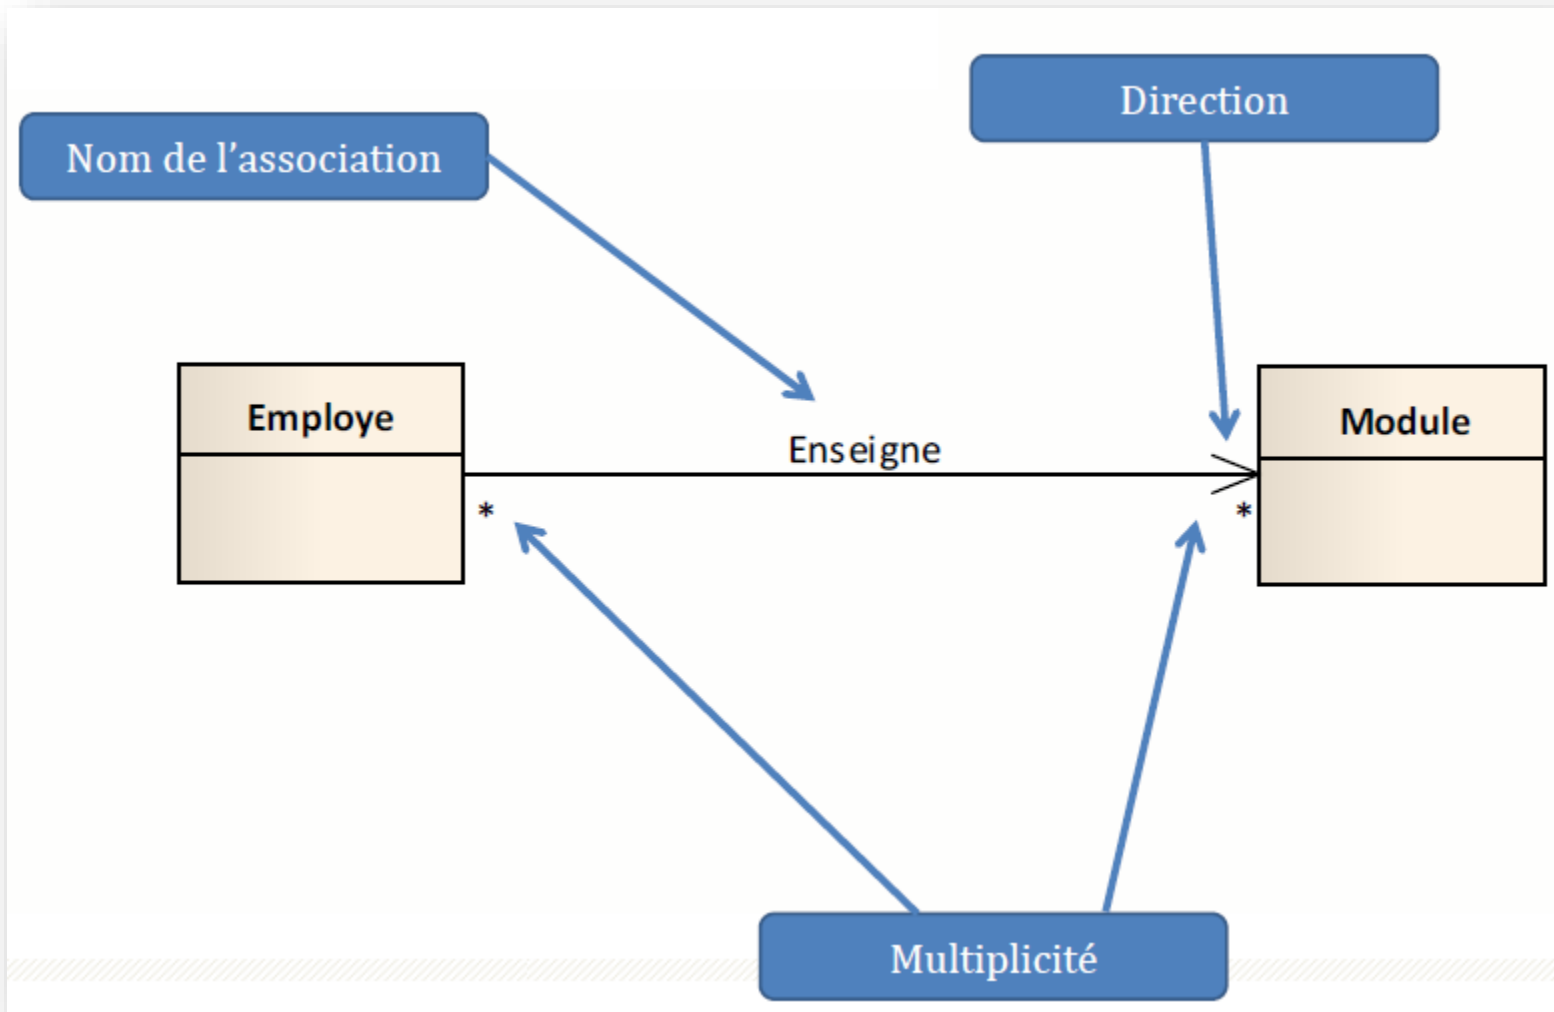 Direction
Nom de l'association
Employe
Enseigne
Module
*
*
Multiplicité